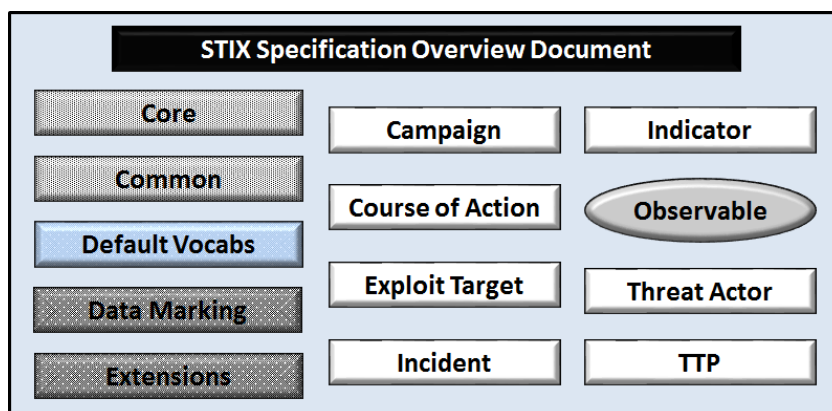 STIX Specification Overview Document
Core
Common
Default Vocabs
Data Marking
Extensions
Campaign
Course of Action
Exploit Target
Incident
Indicator
Observable
Threat Actor
TTP